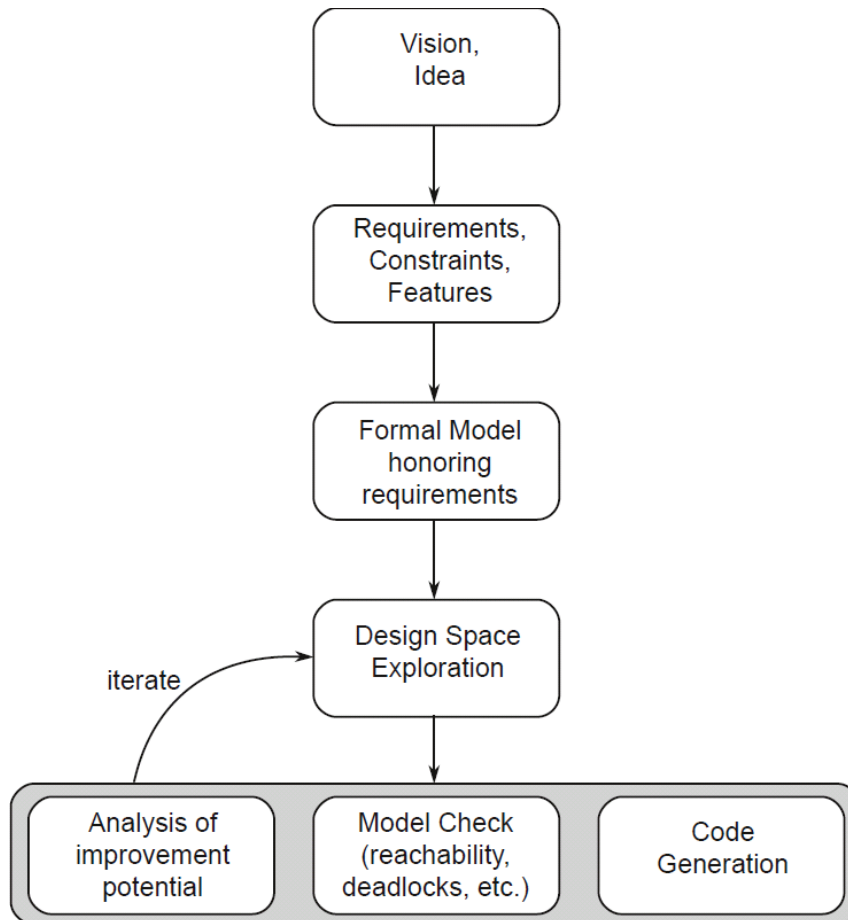 Vision,
Idea
Requirements,
Constraints,
Features
Formal Model
honoring
requirements
Design Space
Exploration
iterate
Analysis of
improvement
potential
Model Check
(reachability,
deadlocks, etc.)
Code
Generation